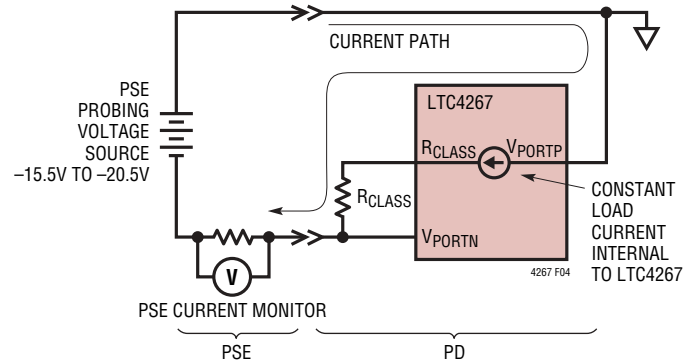 CURRENT PATH
PSE
PROBING
VOLTAGE
SOURCE
–15.5V TO –20.5V
LTC4267
RCLASS
VPORTP
RCLASS
VPORTN
CONSTANT
LOAD
CURRENT
INTERNAL
TO LTC4267
4267 F04
V
PSE CURRENT MONITOR
PSE
PD